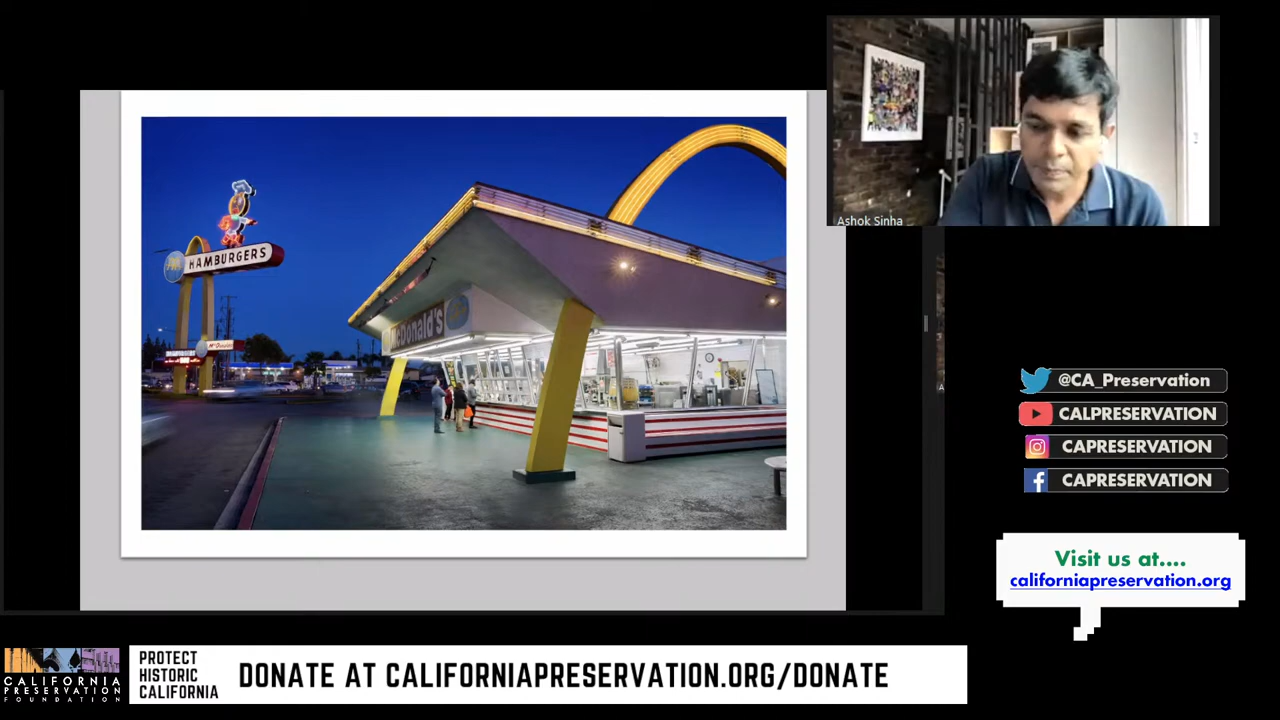 Ashok Sinha
HAMBURGERS
McDonald's
McDonald's
@CA_Preservation
CALPRESERVATION
CAPRESERVATION
CAPRESERVATION
Visit us at....
californiapreservation.org
CALIFORNIA
PRESERVATION
FOUNDATION
PROTECT
HISTORIC
CALIFORNIA
DONATE AT CALIFORNIAPRESERVATION.ORG/DONATE